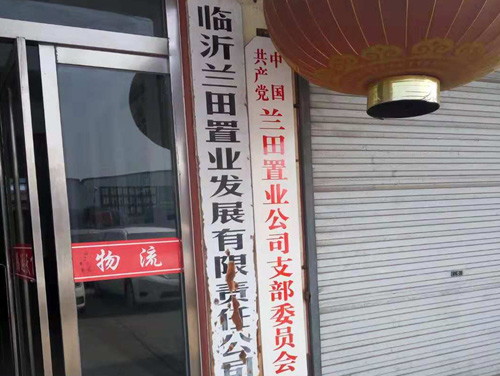 临沂兰田置业发展有限责任公司
中国
共产党
兰田置业公司支部委员会
物流